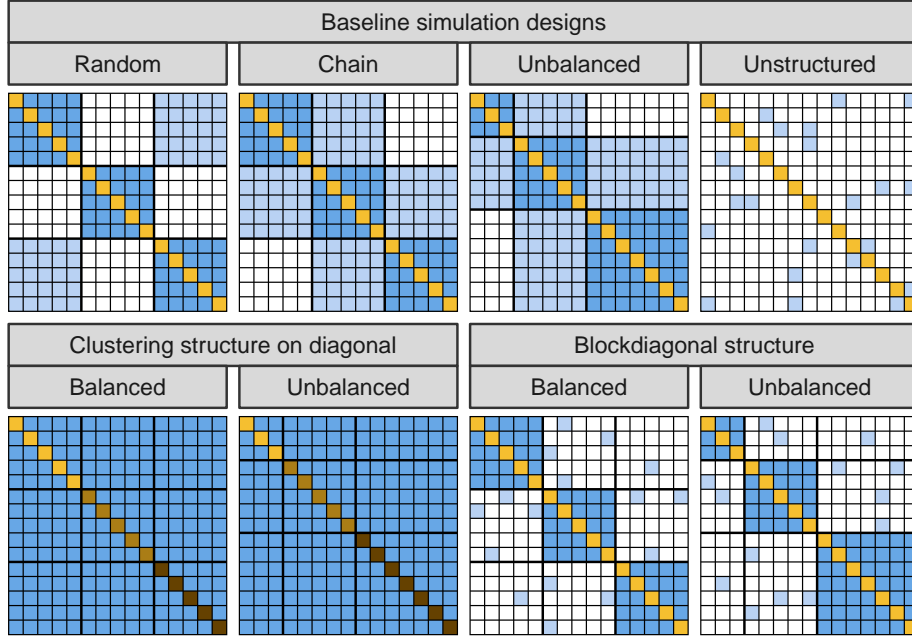 Baseline simulation designs
Random Chain Unbalanced Unstructured
Clustering structure on diagonal Blockdiagonal structure
Balanced Unbalanced Balanced Unbalanced